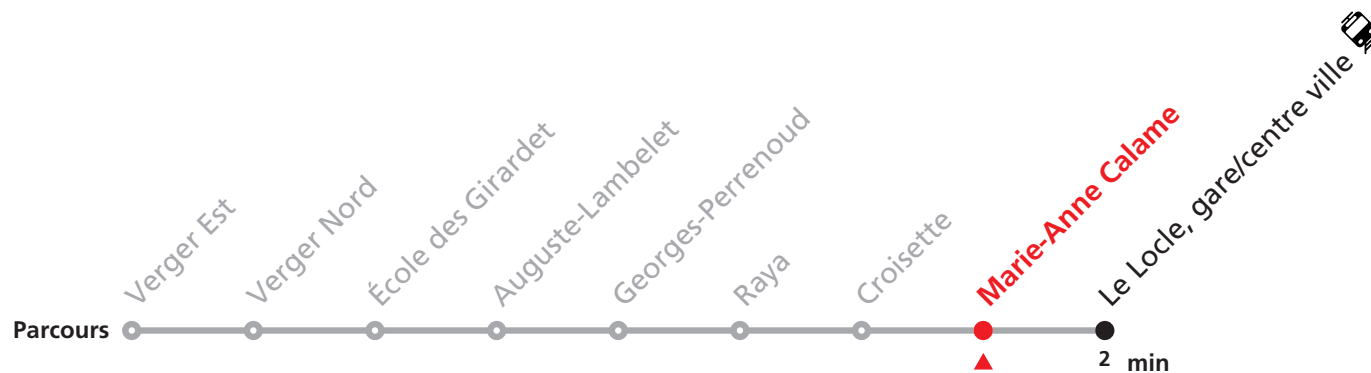 Parcours
Verger Est
Verger Nord
École des Girardet
Auguste-Lambelet
Georges-Perrenoud
Raya
Croisette
Marie-Anne Calame
Le Locle, gare/centre ville
2 min